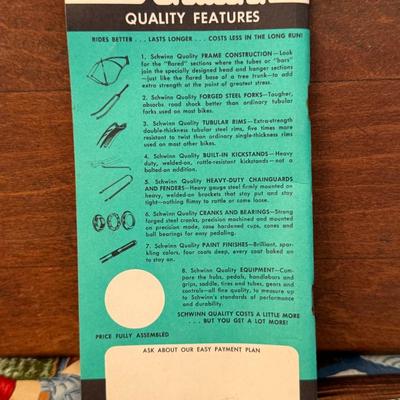 QUALITY FEATURES
RIDES BETTER . . . LASTS LONGER . . . COSTS LESS IN THE LONG RUN!
1. Schwinn Quality FRAME CONSTRUCTION—Look
for the "flared" sections where the tubes or "bars"
join the specially designed head and hanger sections
—just like the flared base of a tree trunk—to add
extra strength at the point of greatest stress.
2. Schwinn Quality FORGED STEEL FORKS—Tougher,
absorbs road shock better than ordinary tubular
forks used on most bikes.
3. Schwinn Quality TUBULAR RIMS—Extra-strength
double-thickness tubular steel rims, five times more
resistant to twist than ordinary single-thickness rims
used on most other bikes.
4. Schwinn Quality BUILT-IN KICKSTANDS—Heavy
duty, welded-on, rattle-resistant kickstands—not a
bolted-on addition.
5. Schwinn Quality HEAVY-DUTY CHAINGUARDS
AND FENDERS—Heavy gauge steel firmly mounted on
heavy, welded-on brackets that stay put and stay
tight—nothing flimsy to rattle or come loose.
6. Schwinn Quality CRANKS AND BEARINGS—Strong
forged steel cranks, precision machined and mounted
on precision made, case hardened cups, cones and
ball bearings for easy pedaling.
7. Schwinn Quality PAINT FINISHES—Brilliant, spar-
kling colors, four coats deep, every coat baked on
to stay on.
8. Schwinn Quality EQUIPMENT—Com-
pare the hubs, pedals, handlebars and
grips, saddle, tires and tubes, gears and
controls—all fine quality, to measure up
to Schwinn's standards of performance
and durability.
SCHWINN QUALITY COSTS A LITTLE MORE
. . . BUT YOU GET A LOT MORE!
PRICE FULLY ASSEMBLED
ASK ABOUT OUR EASY PAYMENT PLAN